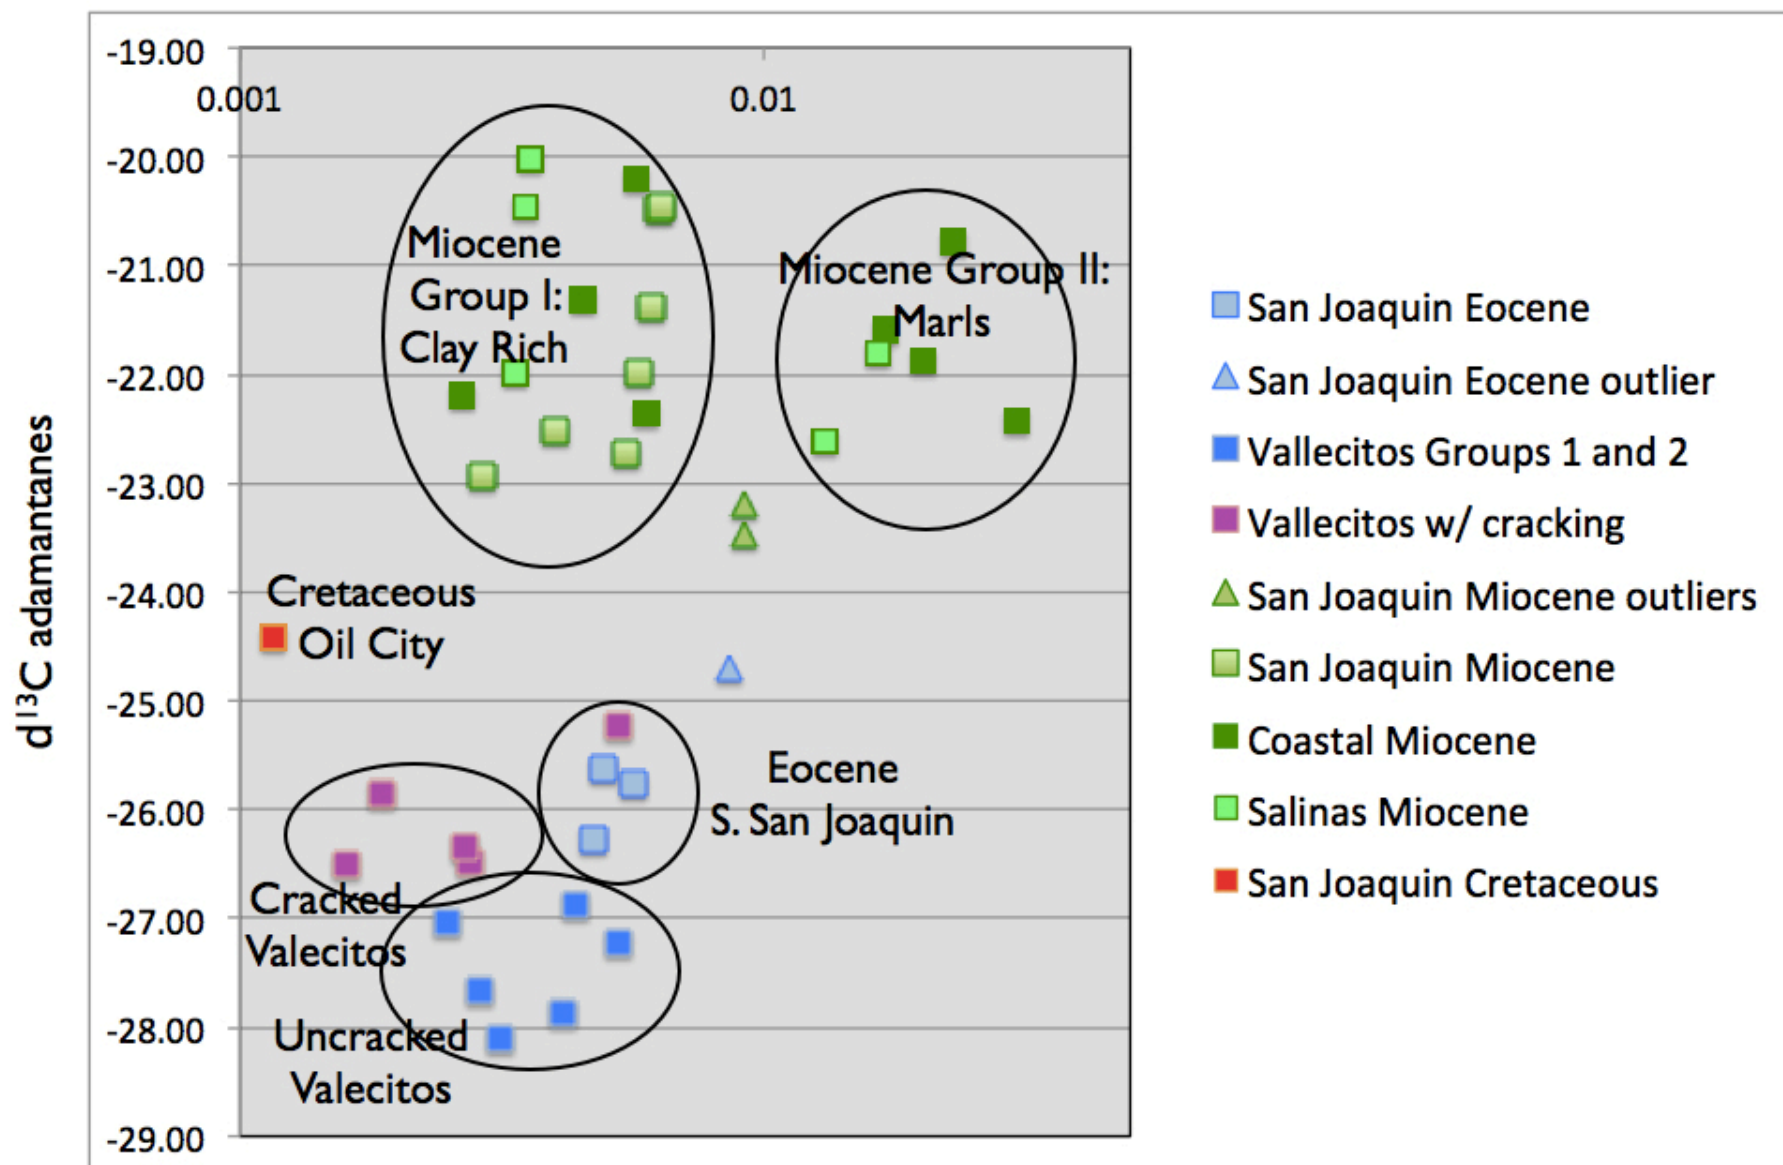 -19.00
0.001
0.01
-20.00
-21.00
-22.00
-23.00
-24.00
-25.00
-26.00
-27.00
-28.00
-29.00
d¹³C adamantanes
Miocene
Group I:
Clay Rich
Miocene Group II:
Marls
Cretaceous
Oil City
Eocene
S. San Joaquin
Cracked
Valecitos
Uncracked
Valecitos
San Joaquin Eocene
San Joaquin Eocene outlier
Vallecitos Groups 1 and 2
Vallecitos w/ cracking
San Joaquin Miocene outliers
San Joaquin Miocene
Coastal Miocene
Salinas Miocene
San Joaquin Cretaceous